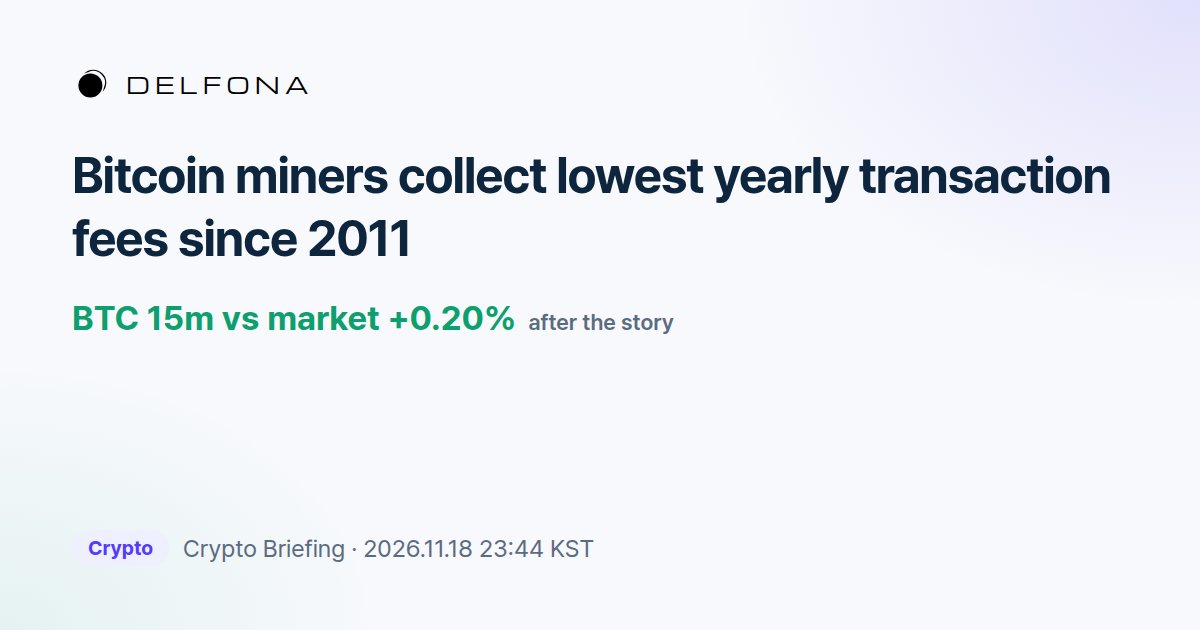 DELFONA
Bitcoin miners collect lowest yearly transaction
fees since 2011
BTC 15m vs market +0.20% after the story
Crypto Crypto Briefing · 2026.11.18 23:44 KST